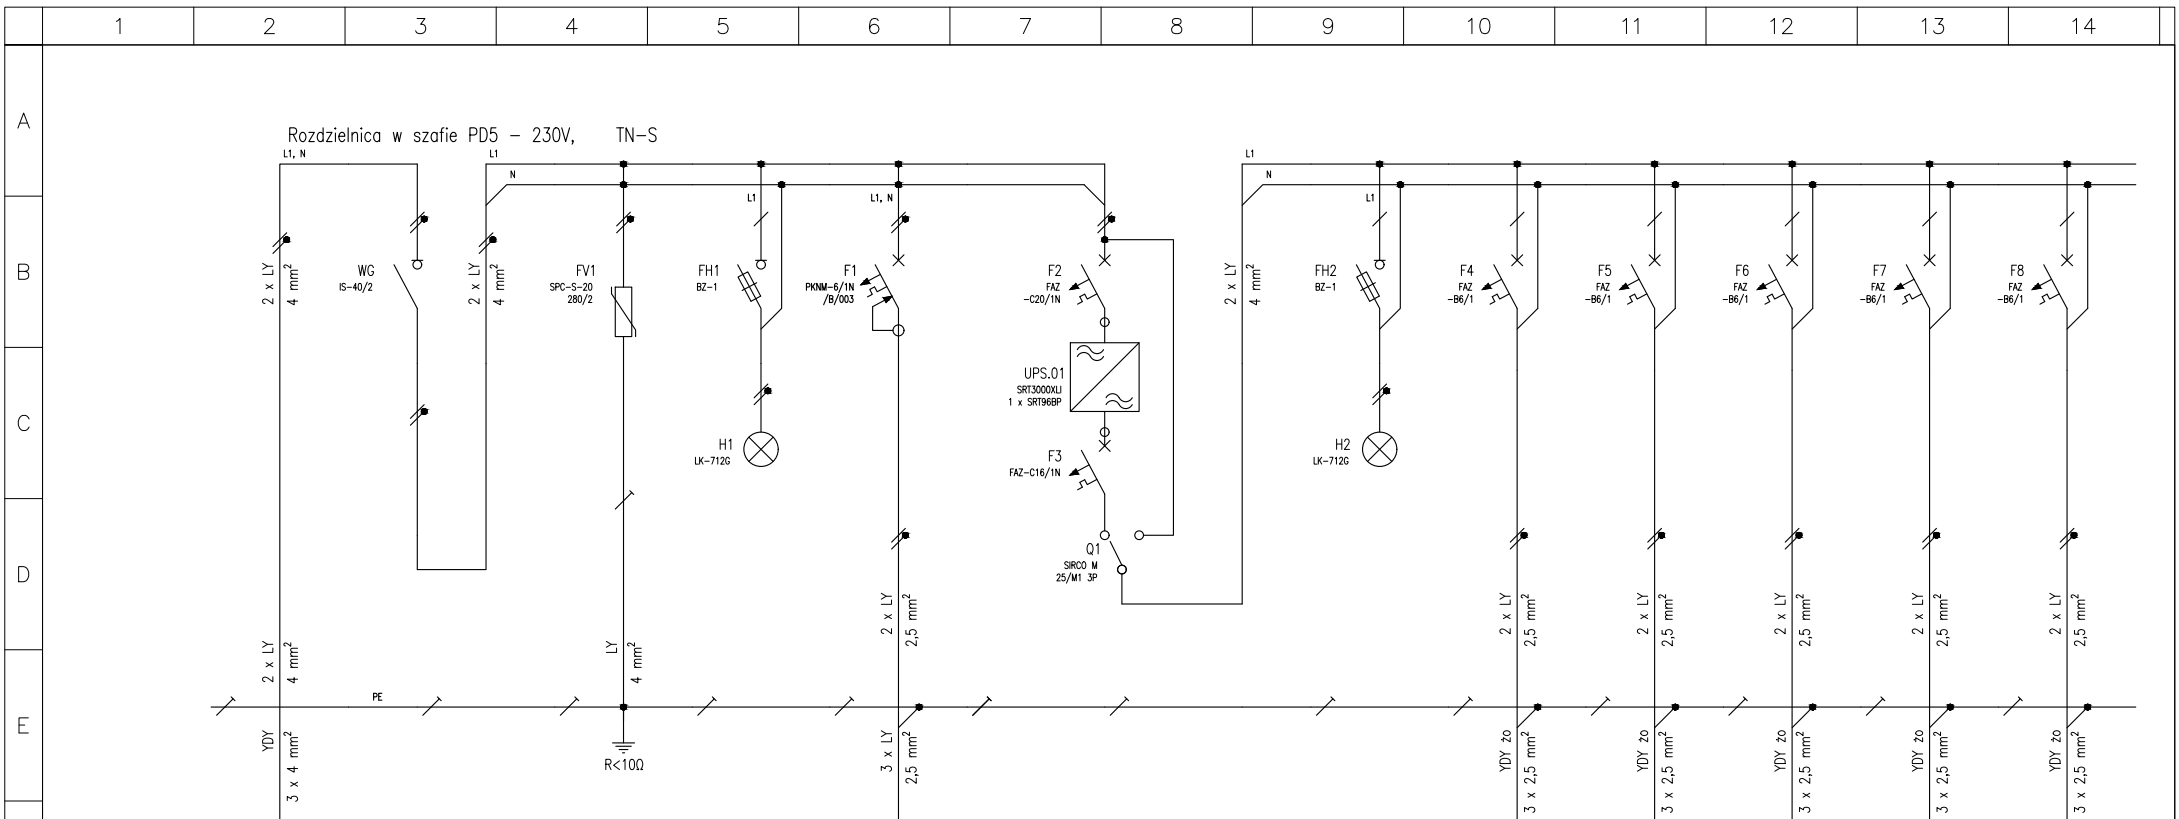 1 2 3 4 5 6 7 8 9 10 11 12 13 14
A
Rozdzielnica w szafie PD5 - 230V, TN-S
L1, N
L1
N
L1
L1, N
L1
N
L1
B
2 x LY
4 mm²
WG
IS-40/2
2 x LY
4 mm²
FV1
SPC-S-20
280/2
FH1
BZ-1
F1
PKNM-6/1N
/B/003
F2
FAZ
-C20/1N
2 x LY
4 mm²
FH2
BZ-1
F4
FAZ
-B6/1
F5
FAZ
-B6/1
F6
FAZ
-B6/1
F7
FAZ
-B6/1
F8
FAZ
-B6/1
C
UPS.01
SRT3000XLI
1 x SRT96BP
H1
LK-712G
F3
FAZ-C16/1N
H2
LK-712G
D
Q1
SIRCO M
25/M1 3P
2 x LY
4 mm²
LY
4 mm²
2 x LY
2,5 mm²
2 x LY
2,5 mm²
2 x LY
2,5 mm²
2 x LY
2,5 mm²
2 x LY
2,5 mm²
2 x LY
2,5 mm²
PE
E
YDY
3 x 4 mm²
R<10Ω
3 x LY
2,5 mm²
YDY żo
3 x 2,5 mm²
YDY żo
3 x 2,5 mm²
YDY żo
3 x 2,5 mm²
YDY żo
3 x 2,5 mm²
YDY żo
3 x 2,5 mm²